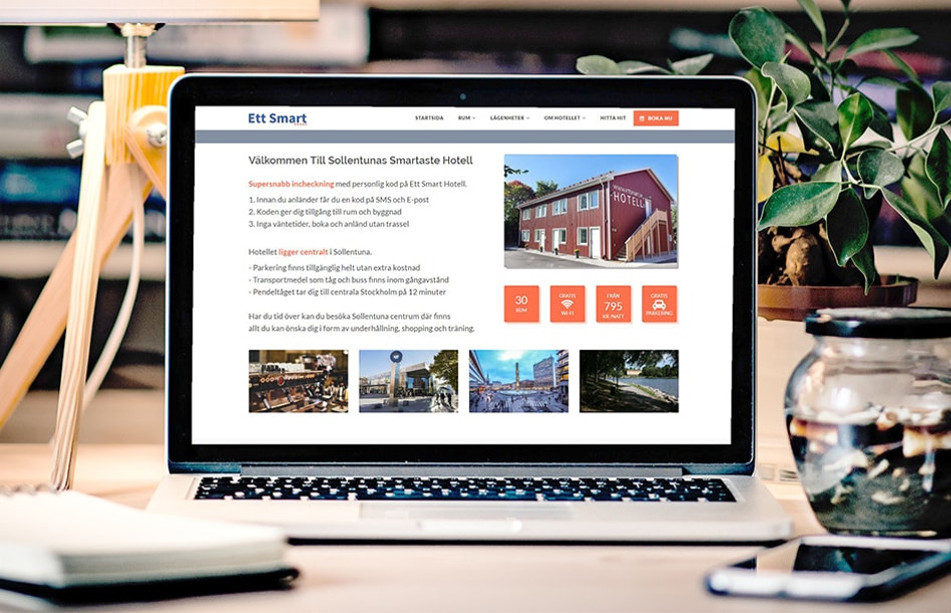 Ett Smart
STARTSIDA RUM LÄGENHETER OM HOTELLET HITTA HIT BOKA NU
Välkommen Till Sollentunas Smartaste Hotell
Supersnabb incheckning med personlig kod på Ett Smart Hotell.
1. Innan du anländer får du en kod på SMS och E-post
2. Koden ger dig tillgång till rum och byggnad
3. Inga väntetider, boka och anländ utan trassel
Hotellet ligger centralt i Sollentuna.
- Parkering finns tillgänglig helt utan extra kostnad
- Transportmedel som tåg och buss finns inom gångavstånd
- Pendeltåget tar dig till centrala Stockholm på 12 minuter
Har du tid över kan du besöka Sollentuna centrum där finns
allt du kan önska dig i form av underhållning, shopping och träning.
HOTELL
30
RUM
GRATIS
WI-FI
FRÅN
795
KR/NATT
GRATIS
PARKERING